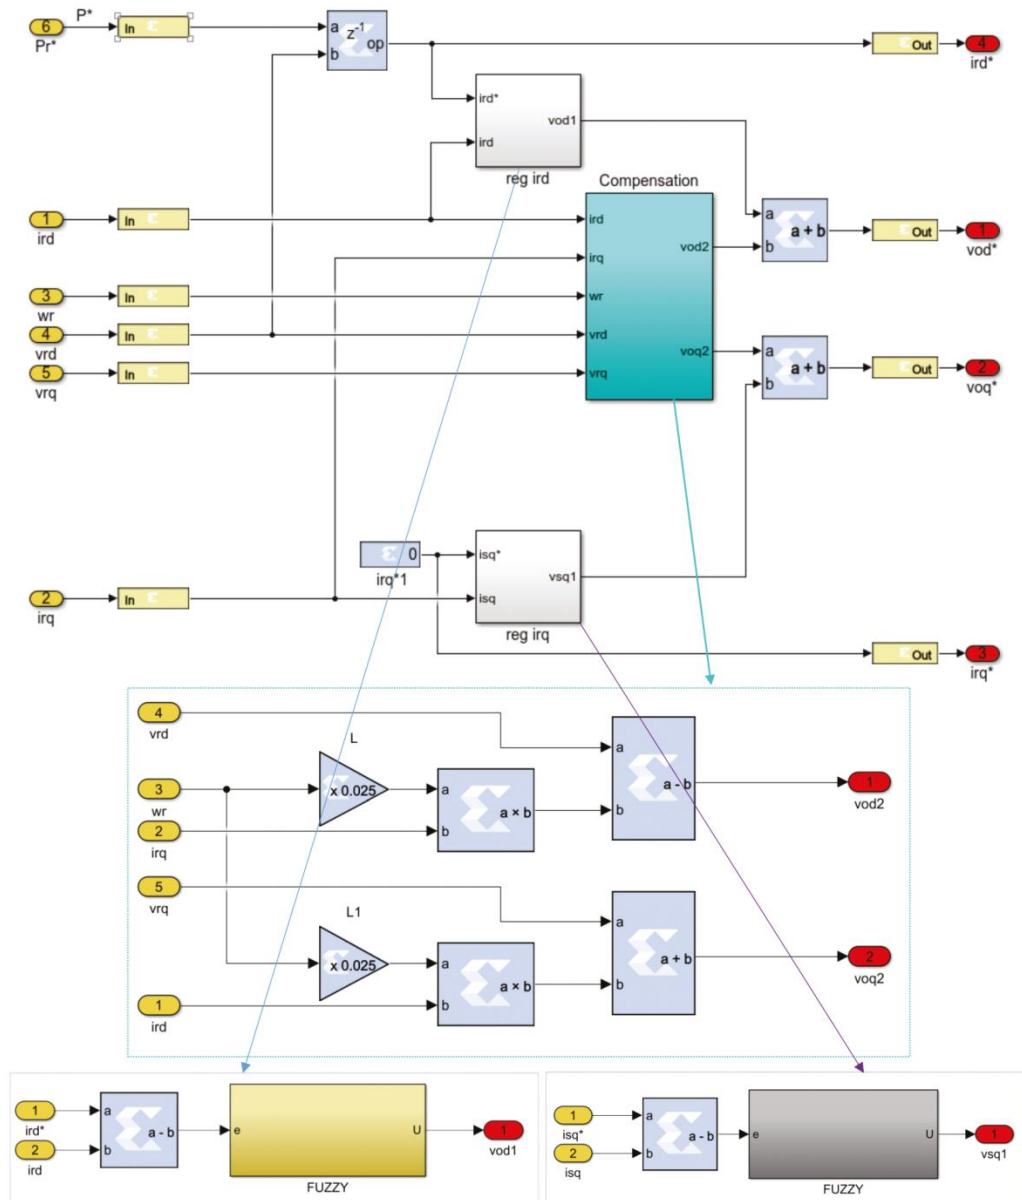 P*
6
Pr*
In
a
b
z⁻¹
op
Out
4
ird*
ird*
ird
vod1
reg ird
Compensation
1
ird
In
ird
irq
wr
vrd
vrq
vod2
voq2
a
b
a + b
Out
1
vod*
3
wr
In
4
vrd
In
5
vrq
In
a
b
a + b
Out
2
voq*
0
irq*1
isq*
isq
vsq1
reg irq
2
irq
In
Out
3
irq*
4
vrd
L
3
wr
x 0.025
a
b
a × b
a
b
a - b
1
vod2
2
irq
5
vrq
L1
x 0.025
a
b
a × b
a
b
a + b
2
voq2
1
ird
1
ird*
2
ird
a
b
a - b
e
U
FUZZY
1
vod1
1
isq*
2
isq
a
b
a - b
e
U
FUZZY
1
vsq1